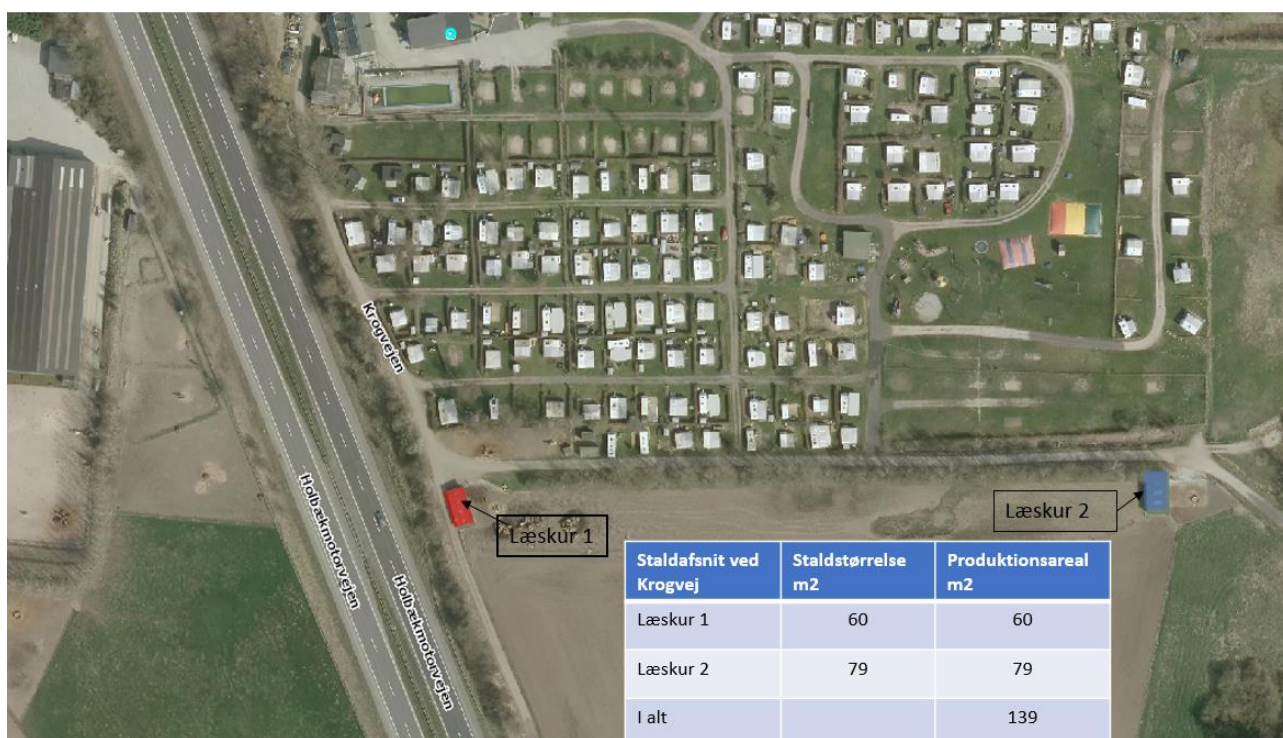 Krogvejen
Holbækmotorvejen
Holbækmotorvejen
Læskur 1
Læskur 2
Staldafsnit ved Krogvej
Staldstørrelse m2
Produktionsareal m2
Læskur 1 60 60
Læskur 2 79 79
I alt 139